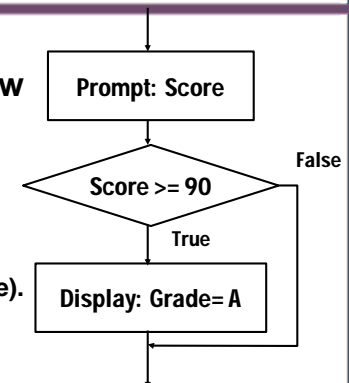 w
Prompt: Score
False
Score >= 90
True
e).
Display: Grade= A